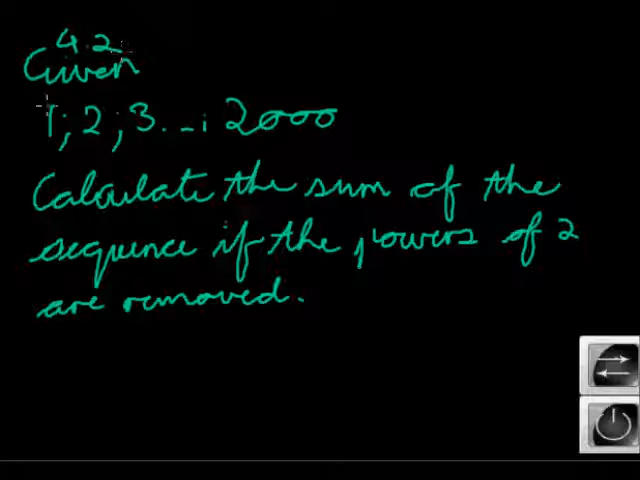 4.2
Given
1; 2; 3...; 2000
Calculate the sum of the
sequence if the powers of 2
are removed.